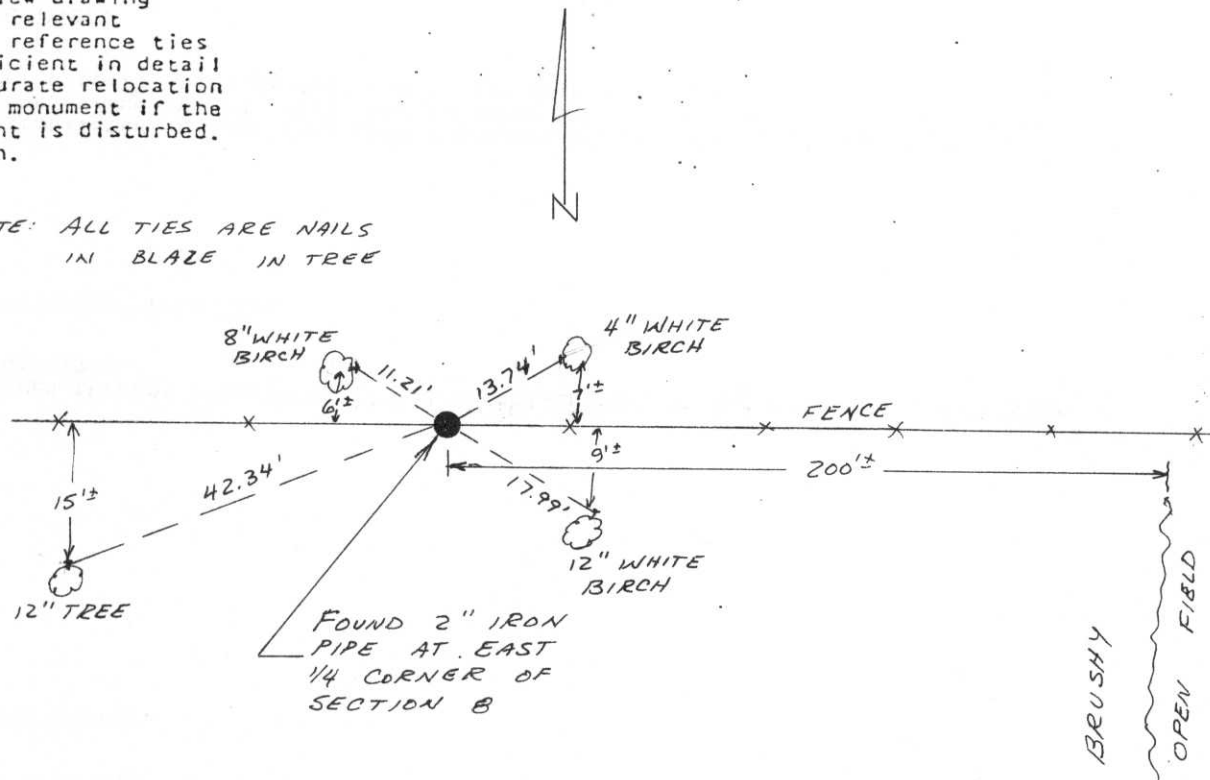 relevant
reference ties
icient in detail
urate relocation
monument if the
nt is disturbed.
n.
N
TE: ALL TIES ARE NAILS
IN BLAZE IN TREE
8" WHITE
BIRCH
4" WHITE
BIRCH
11.21'
13.74'
6'±
7'±
FENCE
9'±
200'±
15'±
42.34'
17.99'
12" TREE
12" WHITE
BIRCH
FOUND 2" IRON
PIPE AT EAST
1/4 CORNER OF
SECTION 8
BRUSHY
OPEN FIELD